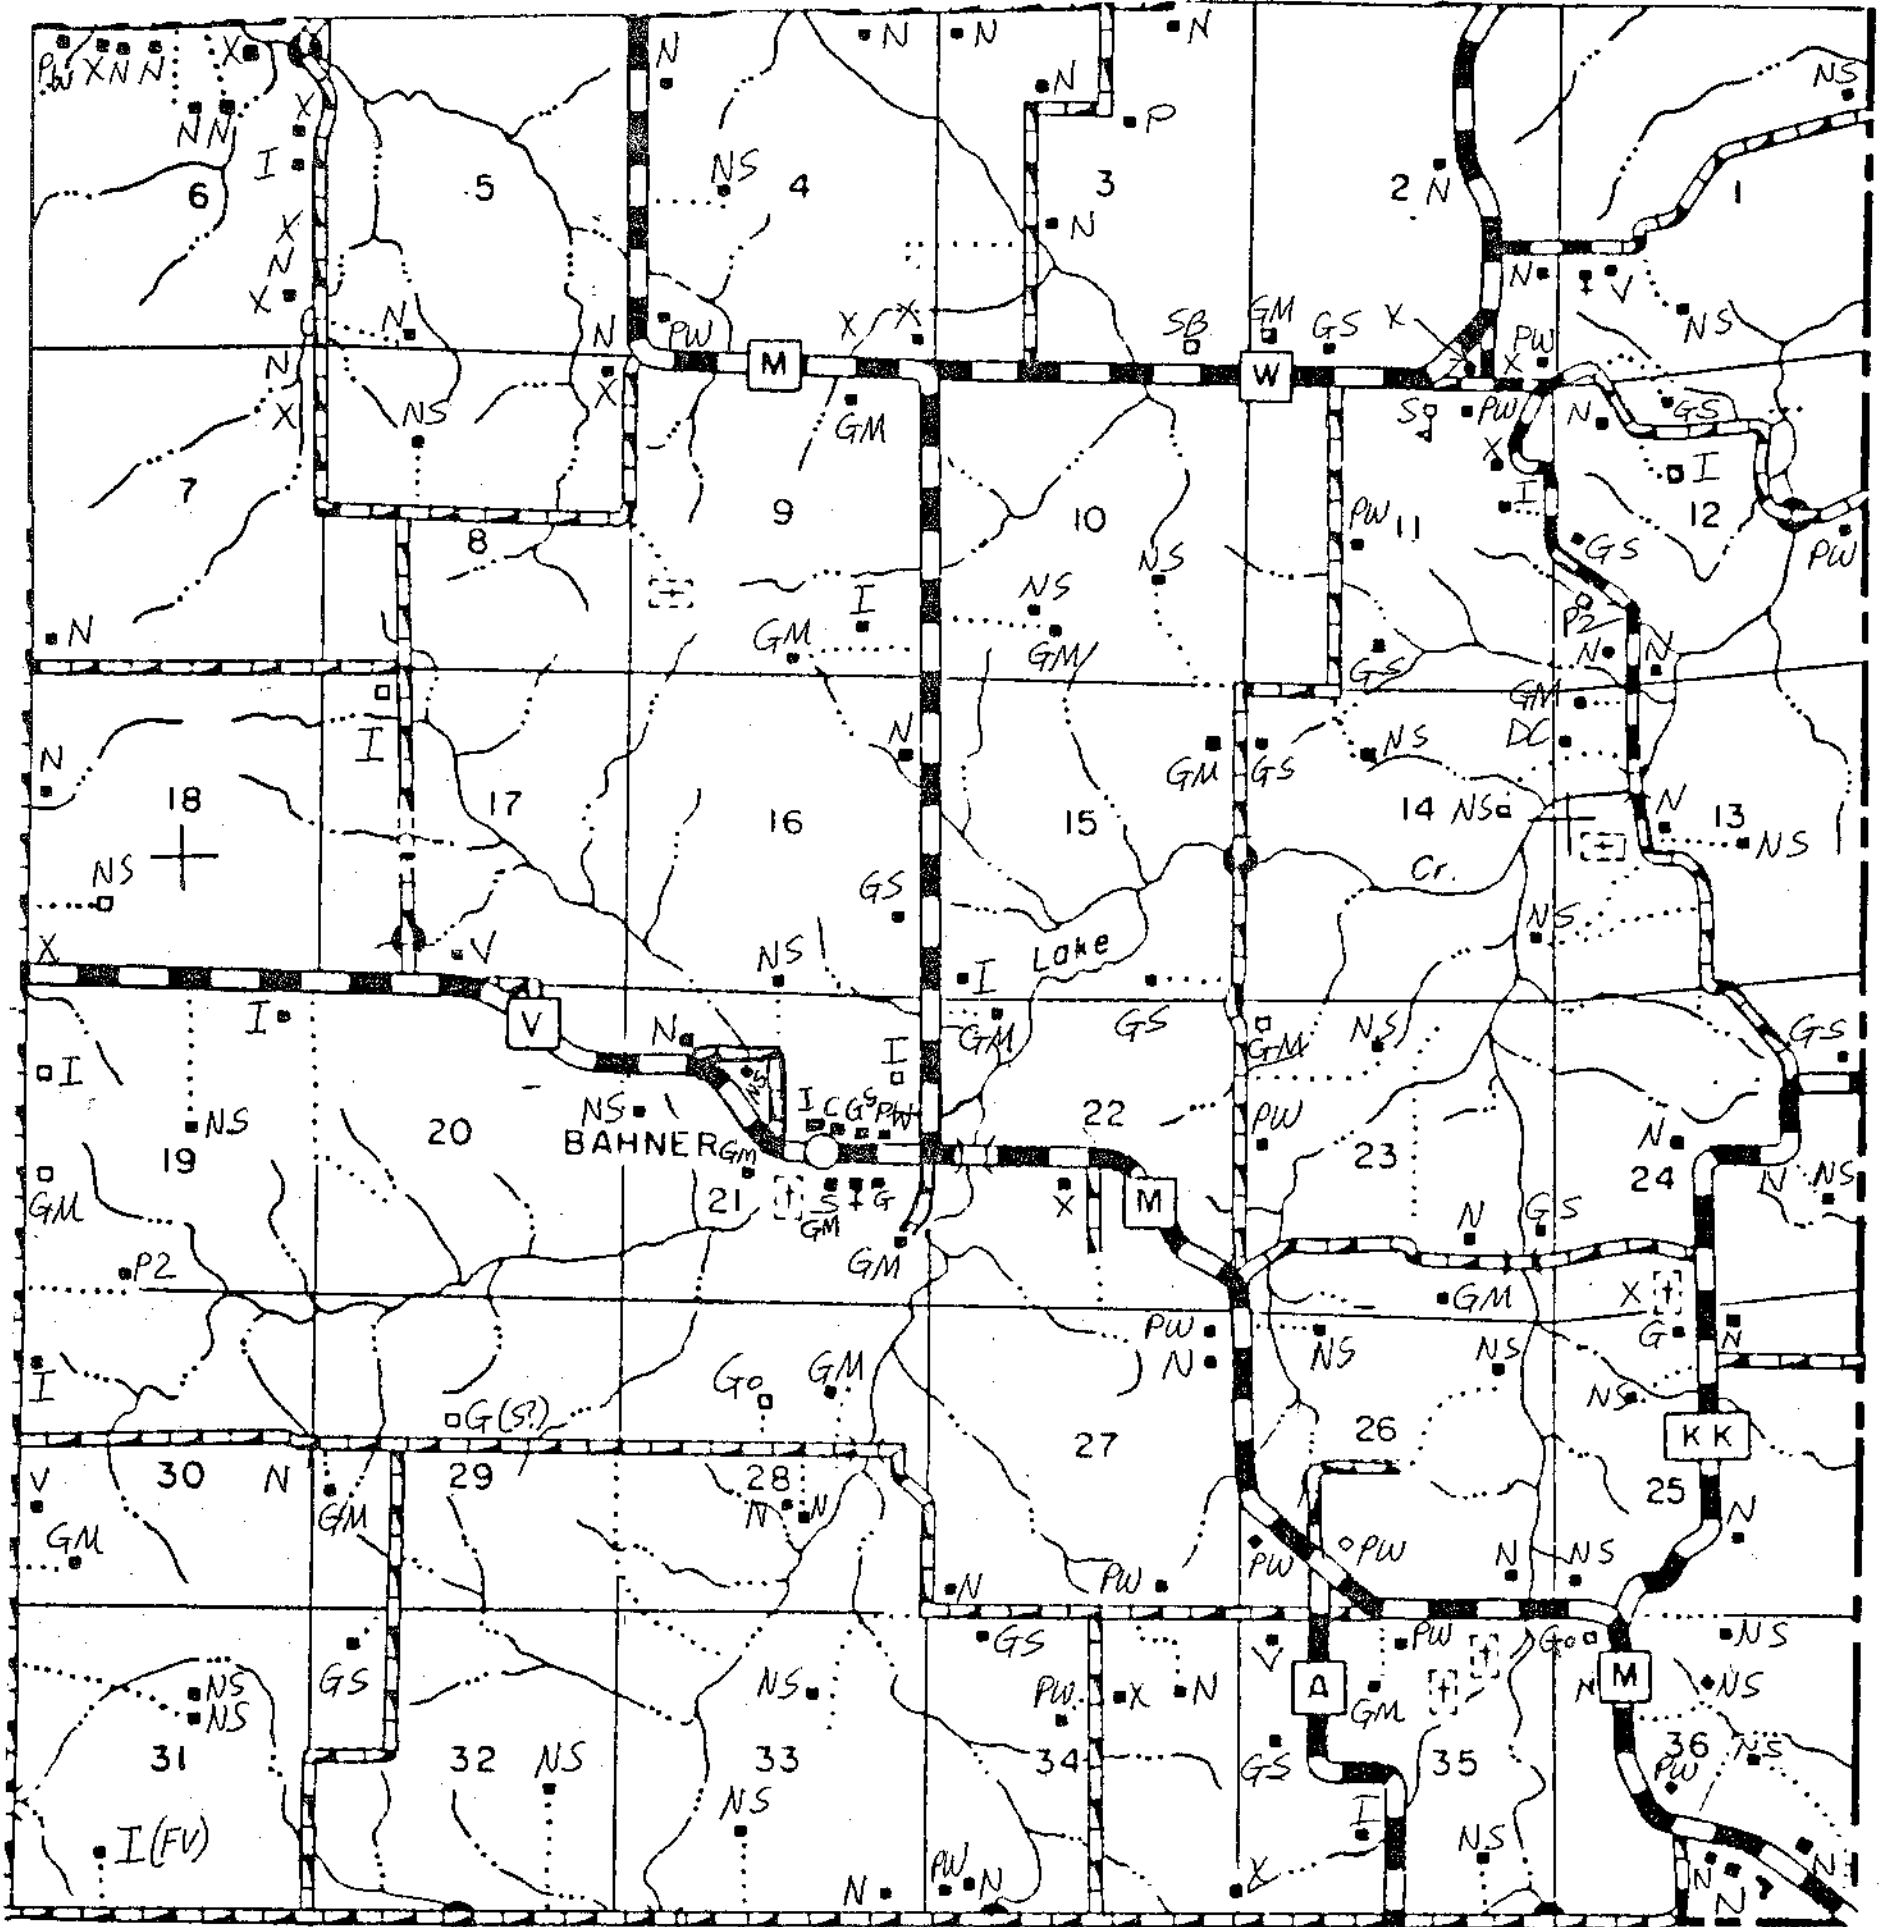 PW X N N X N N N N
N N X N P NS
I NS
6 5 4 3 2 N 1
X N
N N V
X N N PW X X SB GM GS X PW NS
M W
N X NS X GM S PW N GS
X X I
7 9 10 PW 11 I 12
8 NS GS PW
I NS P2
N GM GM GS N N
GM
N I N GM GS NS DC
18 17 16 15 14 NS N 13 NS
NS GS Cr.
X V NS I Lake NS
I V N GM GS GM NS GS
I NS I
NS I C GS PW 22 PW
19 20 BAHNER GM 23 N 24 N NS
GM 21 S G X M N GS
GM
P2 GM GM X
PW NS G N
I GM N NS NS
G(S?) Go 27 26 KK
30 N 29 28 25
V GM N N N
GM PW PW N NS
N PW
GS V PW Go NS
NS GS NS PW X N A GM N M NS
NS
31 32 NS 33 34 GS 35 36 NS
NS PW
I (FV) I NS
N PW N X N N